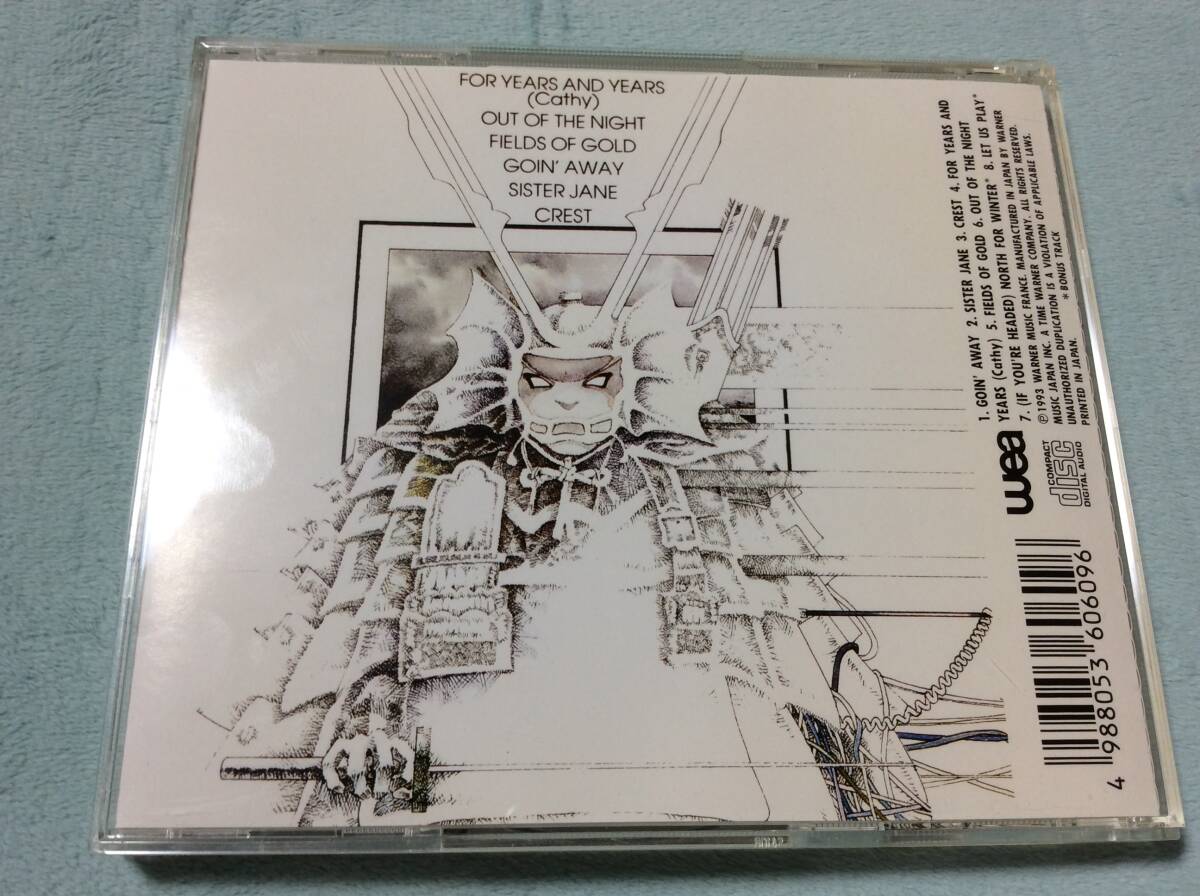 FOR YEARS AND YEARS
(Cathy)
OUT OF THE NIGHT
FIELDS OF GOLD
GOIN' AWAY
SISTER JANE
CREST
1. GOIN' AWAY 2. SISTER JANE 3. CREST 4. FOR YEARS AND
YEARS (Cathy) 5. FIELDS OF GOLD 6. OUT OF THE NIGHT
7. (IF YOU'RE HEADED) NORTH FOR WINTER* 8. LET US PLAY*
℗1993 WARNER MUSIC FRANCE. MANUFACTURED IN JAPAN BY WARNER
MUSIC JAPAN INC. A TIME WARNER COMPANY. ALL RIGHTS RESERVED.
UNAUTHORIZED DUPLICATION IS A VIOLATION OF APPLICABLE LAWS.
PRINTED IN JAPAN. * BONUS TRACK
wea
COMPACT
disc
DIGITAL AUDIO
4 988053 606096